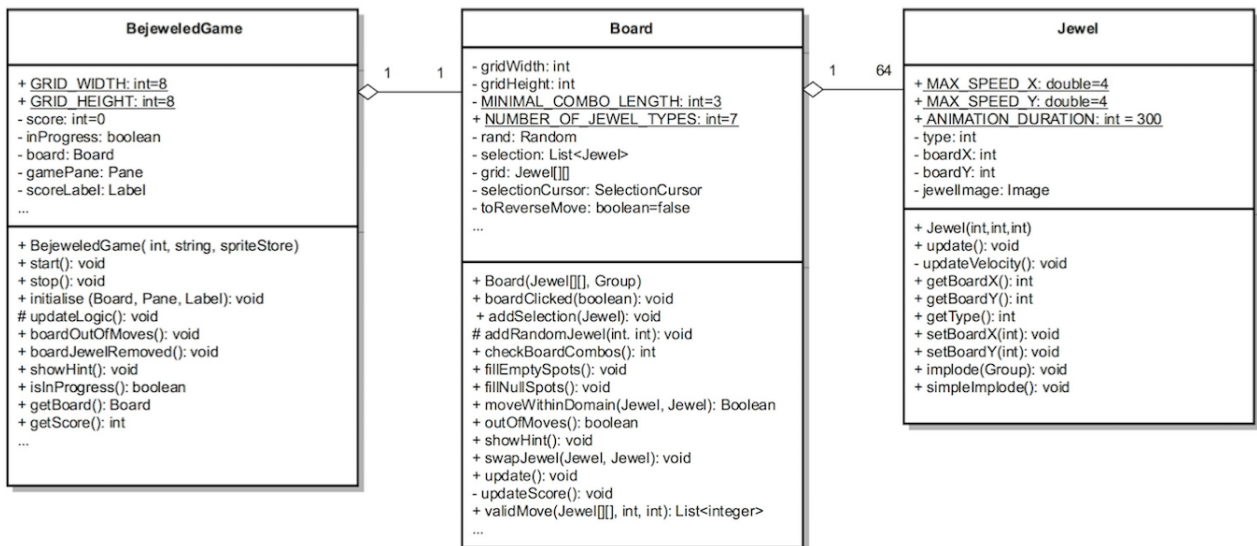 BejeweledGame
+ GRID_WIDTH: int=8
+ GRID_HEIGHT: int=8
- score: int=0
- inProgress: boolean
- board: Board
- gamePane: Pane
- scoreLabel: Label
...
+ BejeweledGame( int, string, spriteStore)
+ start(): void
+ stop(): void
+ initialise (Board, Pane, Label): void
# updateLogic(): void
+ boardOutOfMoves(): void
+ boardJewelRemoved(): void
+ showHint(): void
+ isInProgress(): boolean
+ getBoard(): Board
+ getScore(): int
...
1
1
Board
- gridWidth: int
- gridHeight: int
- MINIMAL_COMBO_LENGTH: int=3
+ NUMBER_OF_JEWEL_TYPES: int=7
- rand: Random
- selection: List<Jewel>
- grid: Jewel[][]
- selectionCursor: SelectionCursor
- toReverseMove: boolean=false
...
+ Board(Jewel[][], Group)
+ boardClicked(boolean): void
+ addSelection(Jewel): void
# addRandomJewel(int. int): void
+ checkBoardCombos(): int
+ fillEmptySpots(): void
+ fillNullSpots(): void
+ moveWithinDomain(Jewel, Jewel): Boolean
+ outOfMoves(): boolean
+ showHint(): void
+ swapJewel(Jewel, Jewel): void
+ update(): void
- updateScore(): void
+ validMove(Jewel[][], int, int): List<integer>
...
1
64
Jewel
+ MAX_SPEED_X: double=4
+ MAX_SPEED_Y: double=4
+ ANIMATION_DURATION: int = 300
- type: int
- boardX: int
- boardY: int
- jewelImage: Image
+ Jewel(int,int,int)
+ update(): void
- updateVelocity(): void
+ getBoardX(): int
+ getBoardY(): int
+ getType(): int
+ setBoardX(int): void
+ setBoardY(int): void
+ implode(Group): void
+ simpleImplode(): void